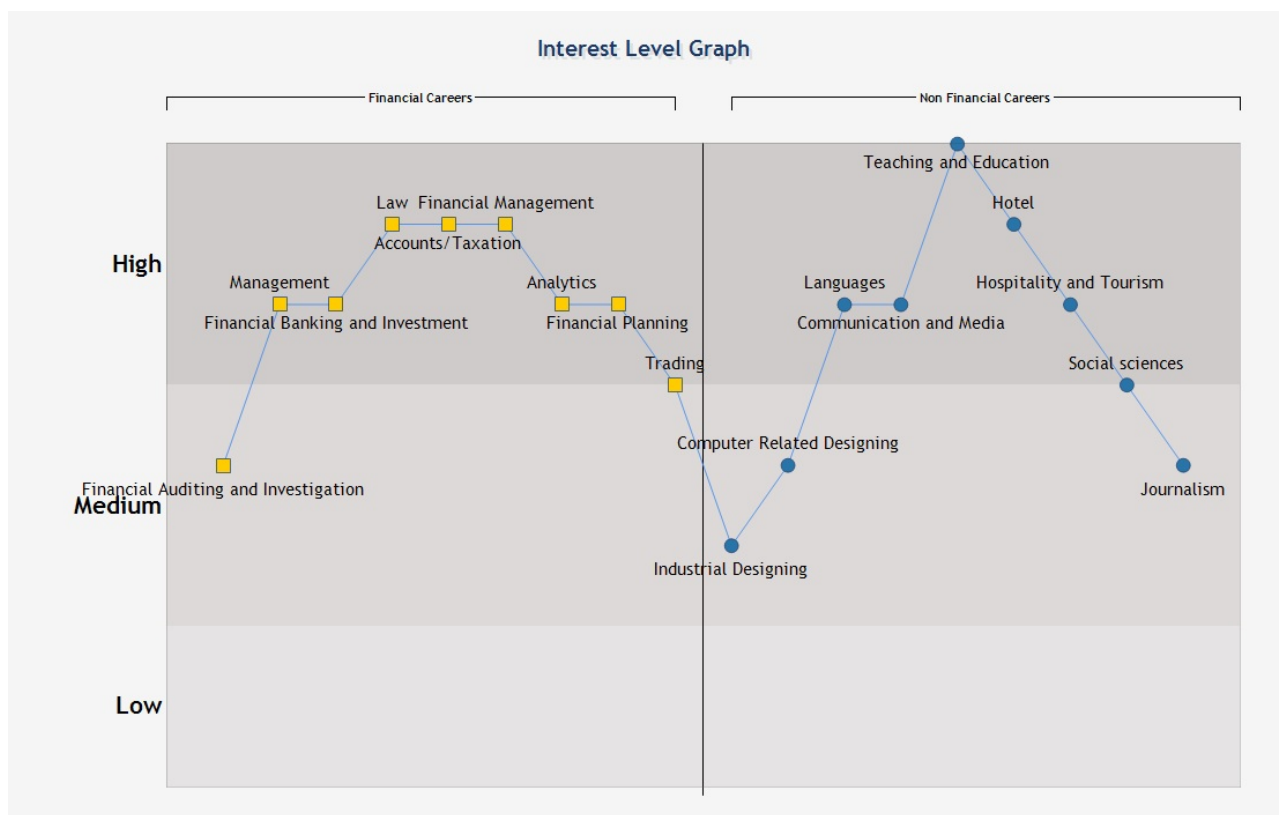 Interest Level Graph
Financial Careers
Non Financial Careers
Teaching and Education
Law Financial Management
Hotel
Accounts/Taxation
High
Management
Analytics
Languages
Hospitality and Tourism
Financial Banking and Investment
Financial Planning
Communication and Media
Trading
Social sciences
Computer Related Designing
Financial Auditing and Investigation
Journalism
Medium
Industrial Designing
Low